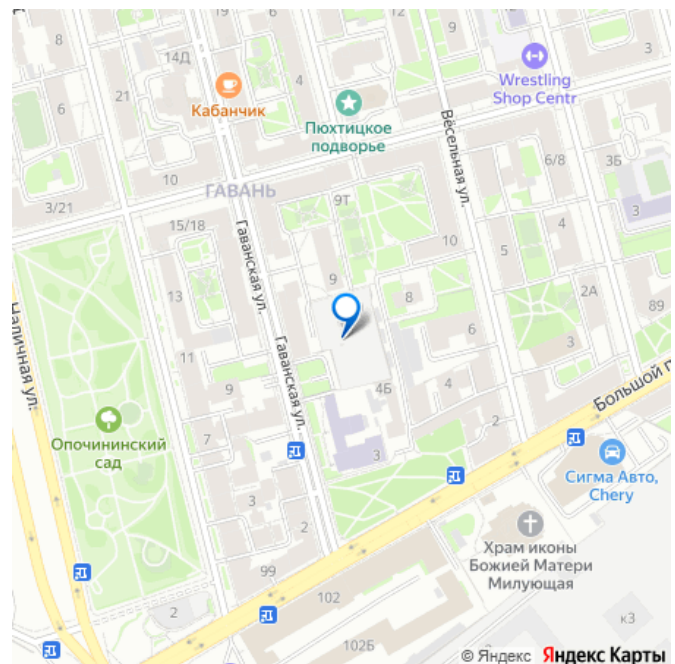 8
14Д
19
4
12
9
3
Wrestling
Shop Centr
Кабанчик
6
21
Пюхтицкое
подворье
Вёсельная ул.
6/8
3Б
10
ГАВАНЬ
9Т
3/21
15/18
Гаванская ул.
10
4
3
5
9
13
8
2А
89
Наличная ул.
11
Гаванская ул.
6
3
9
4Б
4
Большой п
Опочининский
сад
7
3
2
Сигма Авто,
Chery
3
2
Храм иконы
Божией Матери
Милующая
99
102
2
к3
102Б
© Яндекс Яндекс Карты